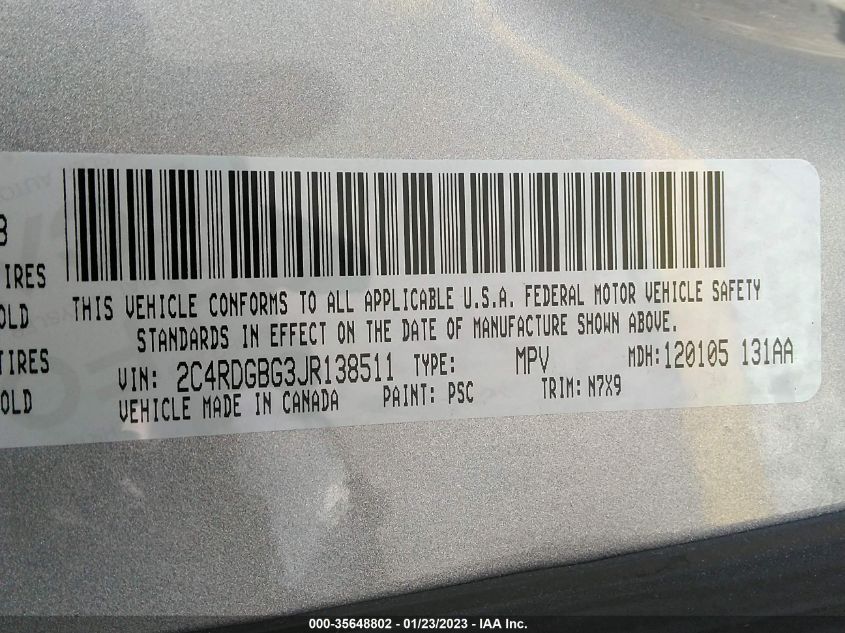 B
TIRES
OLD
TIRES
OLD
THIS VEHICLE CONFORMS TO ALL APPLICABLE U.S.A. FEDERAL MOTOR VEHICLE SAFETY
STANDARDS IN EFFECT ON THE DATE OF MANUFACTURE SHOWN ABOVE.
VIN: 2C4RDGBG3JR138511 TYPE: MPV MDH: 120105 131AA
VEHICLE MADE IN CANADA PAINT: PSC TRIM: N7X9
000-35648802 - 01/23/2023 - IAA Inc.